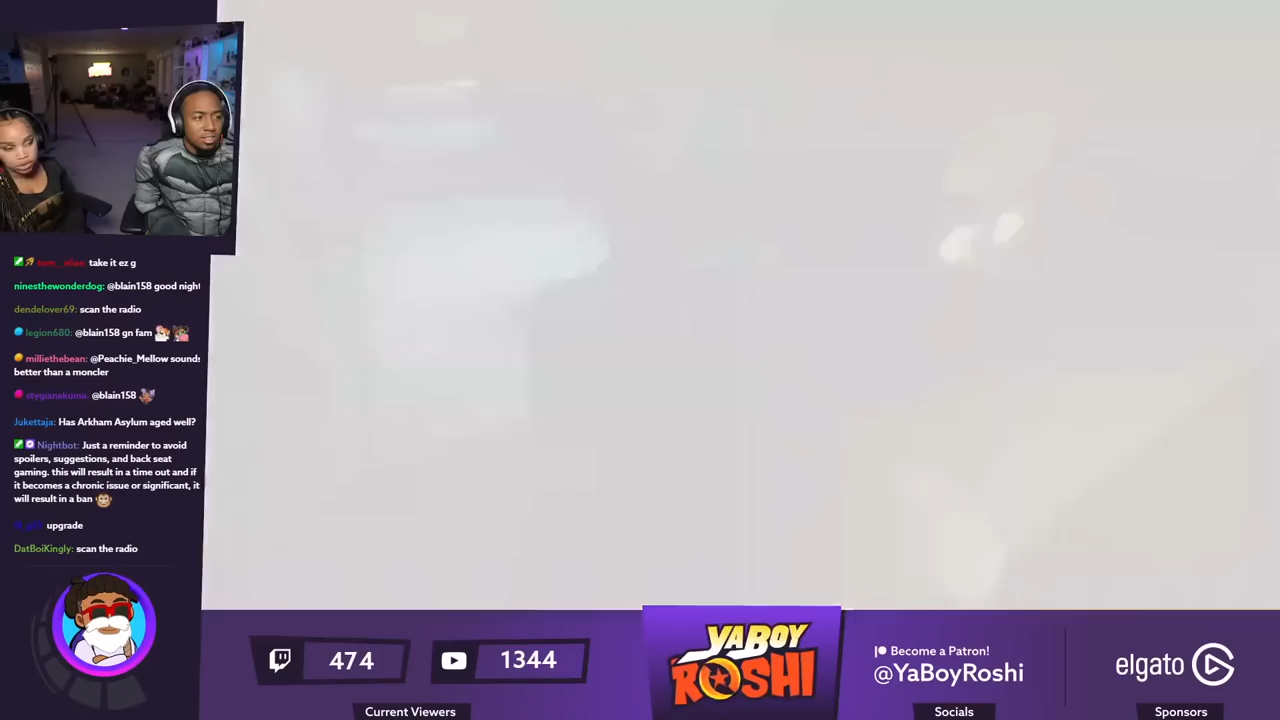 take it ez g
ninesthewonderdog: @blain158 good night
dendelover69: scan the radio
legion680: @blain158 gn fam
milliethebean: @Peachie_Mellow sounds
better than a moncler
stygianskuma: @blain158
Jukettaja: Has Arkham Asylum aged well?
Nightbot: Just a reminder to avoid
spoilers, suggestions, and back seat
gaming. this will result in a time out and if
it becomes a chronic issue or significant, it
will result in a ban
upgrade
DatBoiKingly: scan the radio
474
1344
Current Viewers
YABOY
ROSHI
Become a Patron!
@YaBoyRoshi
Socials
elgato
Sponsors